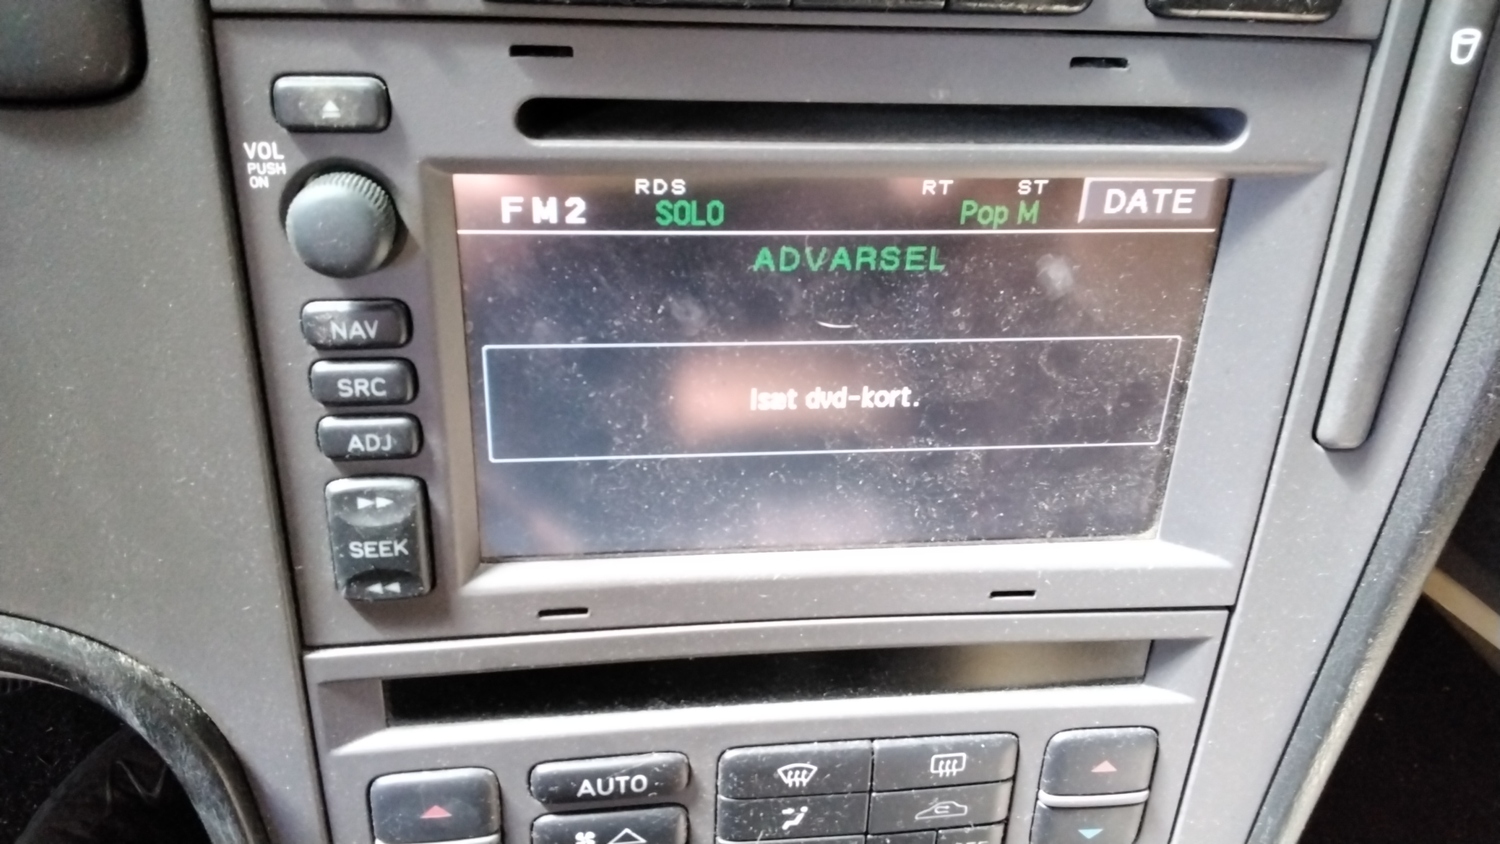 VOL
PUSH
ON
FM2
RDS
SOLO
RT
ST
Pop M
DATE
ADVARSEL
Isæt dvd-kort.
NAV
SRC
ADJ
SEEK
AUTO